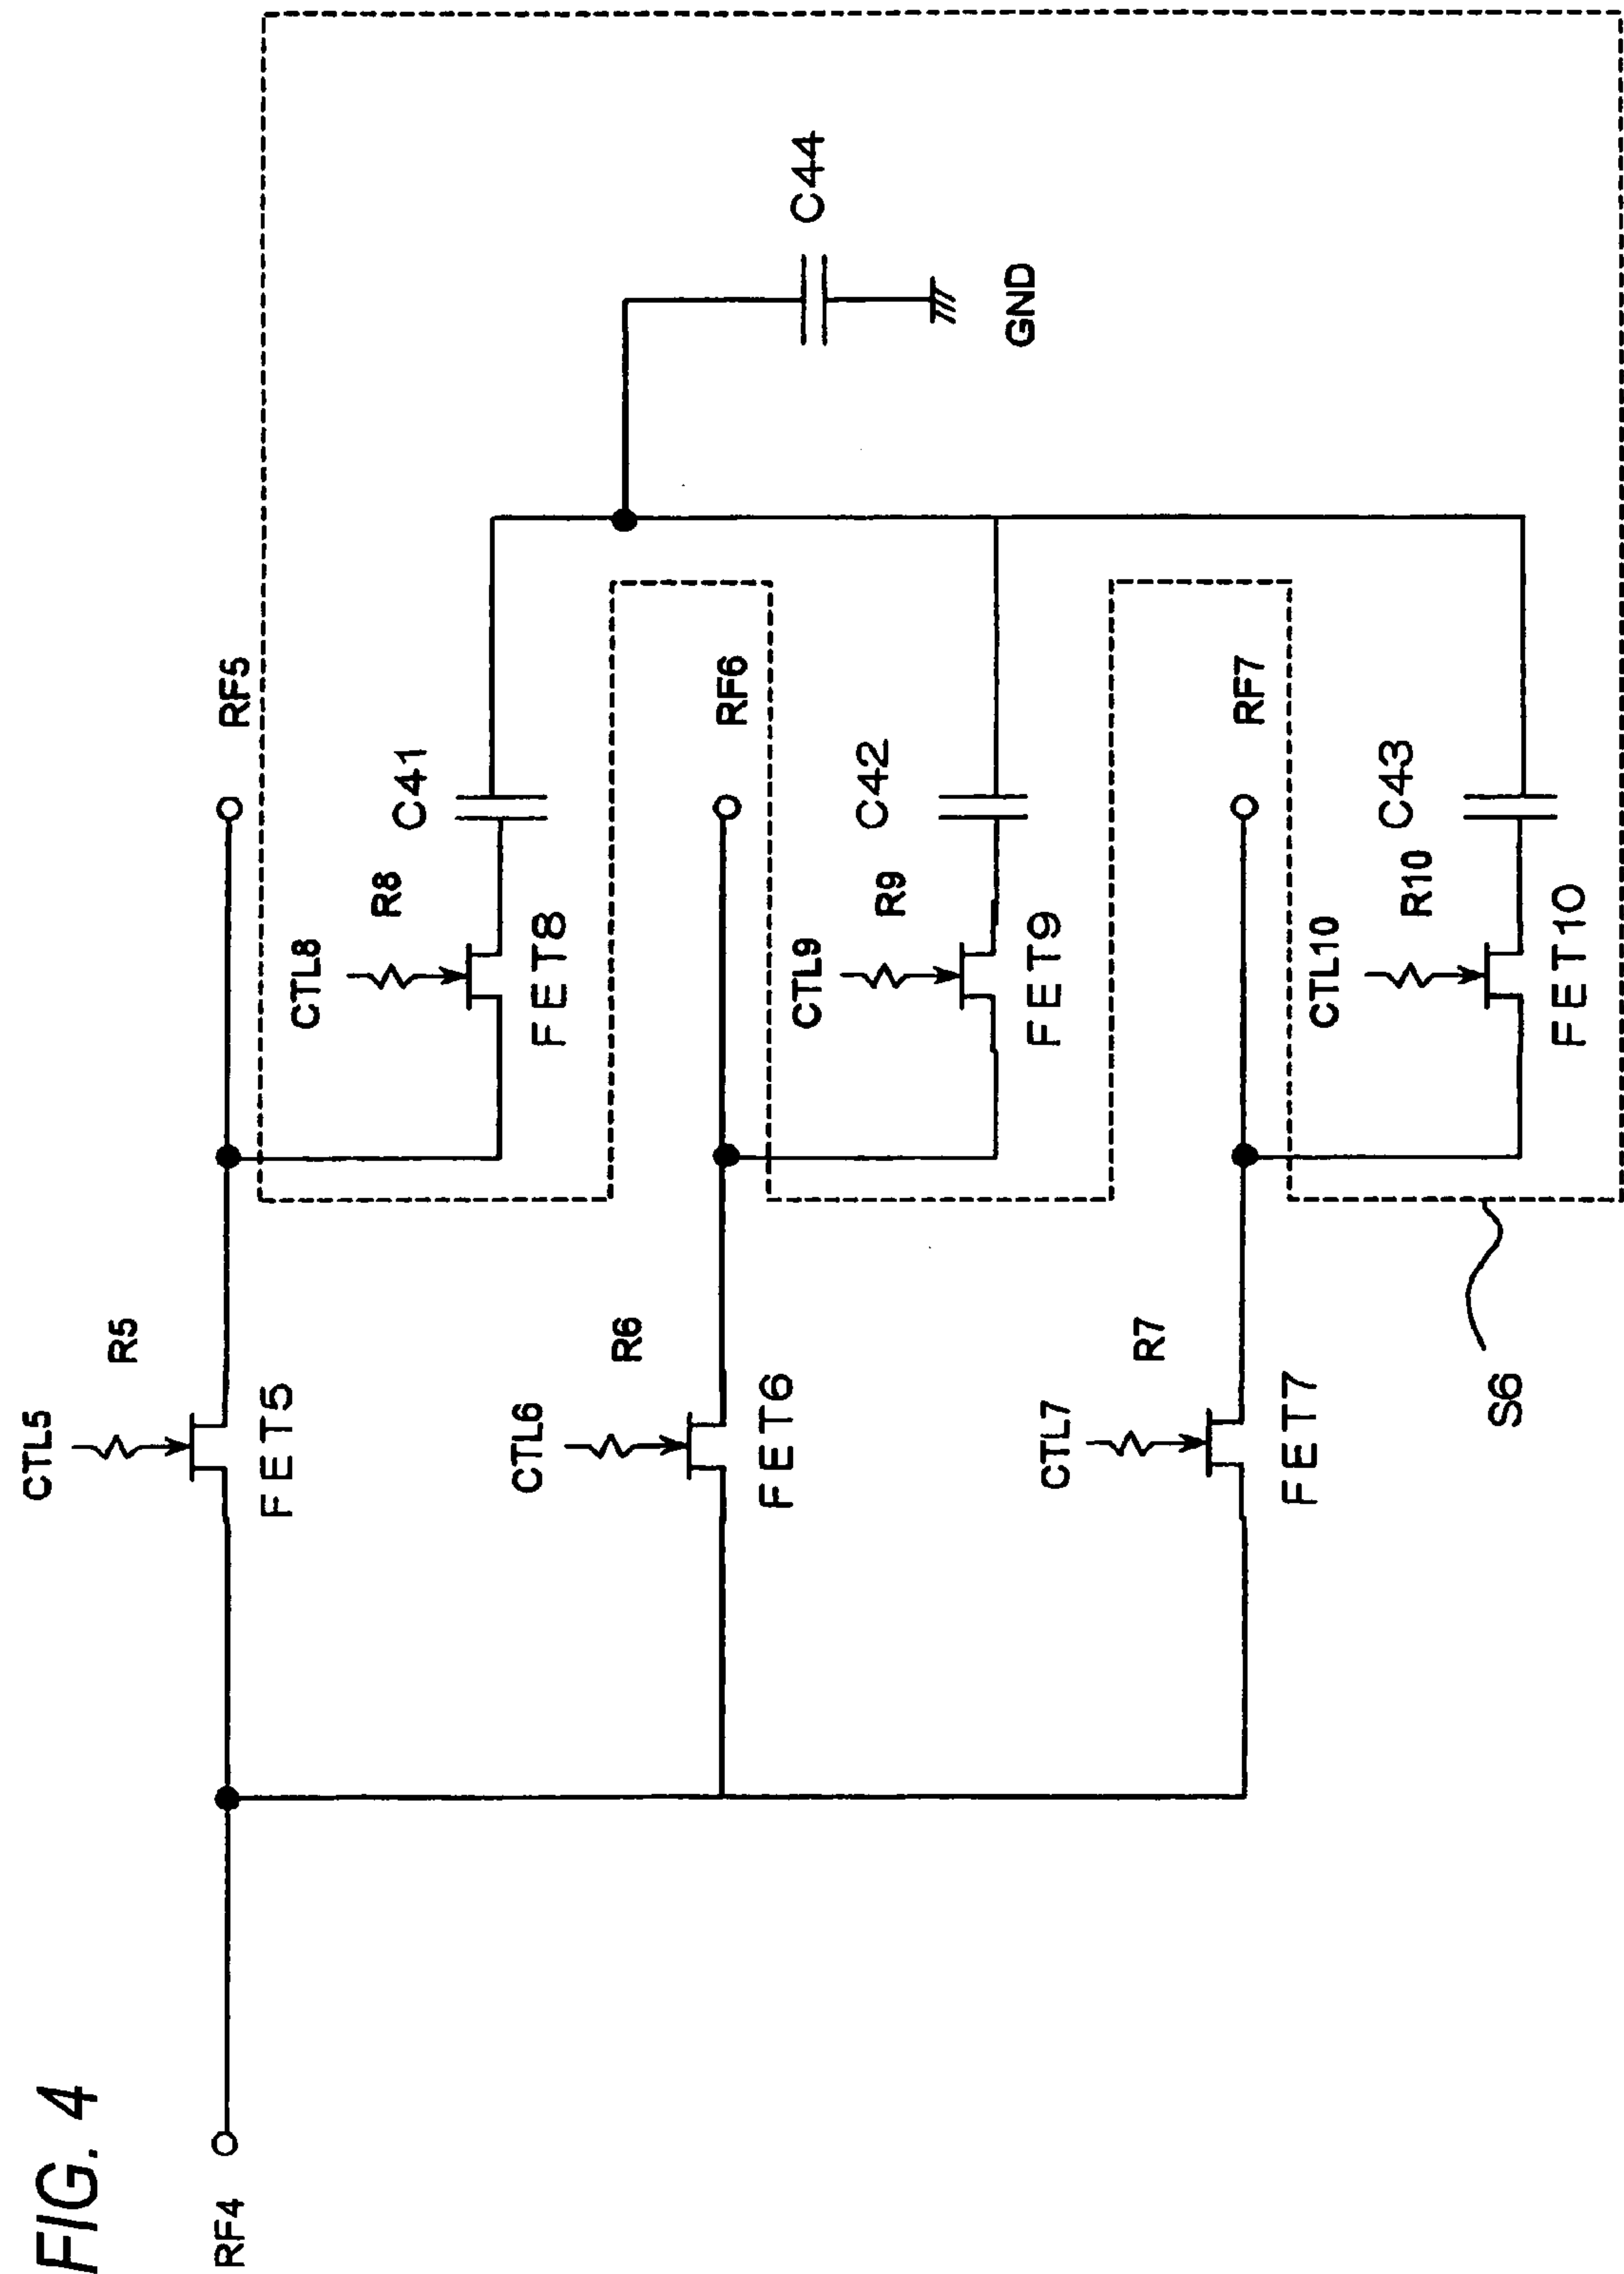 FIG. 4
CTL5
R5
FET5
RF4
RF5
CTL8
R8
C41
FET8
C44
GND
CTL6
R6
FET6
RF6
CTL9
R9
C42
FET9
CTL7
R7
FET7
RF7
CTL10
R10
C43
FET10
S6